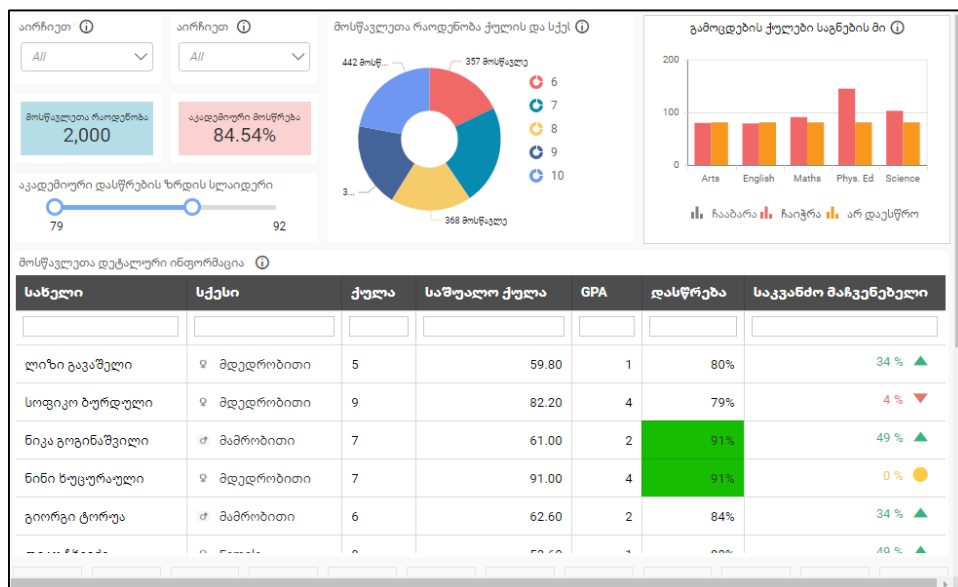 აირჩიეთ
All
აირჩიეთ
All
მოსწავლეთა რაოდენობა
2,000
აკადემიური მოსწრება
84.54%
აკადემიური დასწრების ზრდის სლაიდერი
79 92
მოსწავლეთა რაოდენობა ქულის და სქეს
442 მოსწ...
357 მოსწავლე
3...
368 მოსწავლე
6
7
8
9
10
გამოცდების ქულები საგნების მი
200
100
0
Arts English Maths Phys. Ed Science
ჩააბარა ჩაიჭრა არ დაესწრო
მოსწავლეთა დეტალური ინფორმაცია
სახელი სქესი ქულა საშუალო ქულა GPA დასწრება საკვანძო მაჩვენებელი
ლიზი გავაშელი ♀ მდედრობითი 5 59.80 1 80% 34 %
სოფიკო ბურდული ♀ მდედრობითი 9 82.20 4 79% 4 %
ნიკა გოგინაშვილი ♂ მამრობითი 7 61.00 2 91% 49 %
ნინი ხუცურაული ♀ მდედრობითი 7 91.00 4 91% 0 %
გიორგი ტორუა ♂ მამრობითი 6 62.60 2 84% 34 %